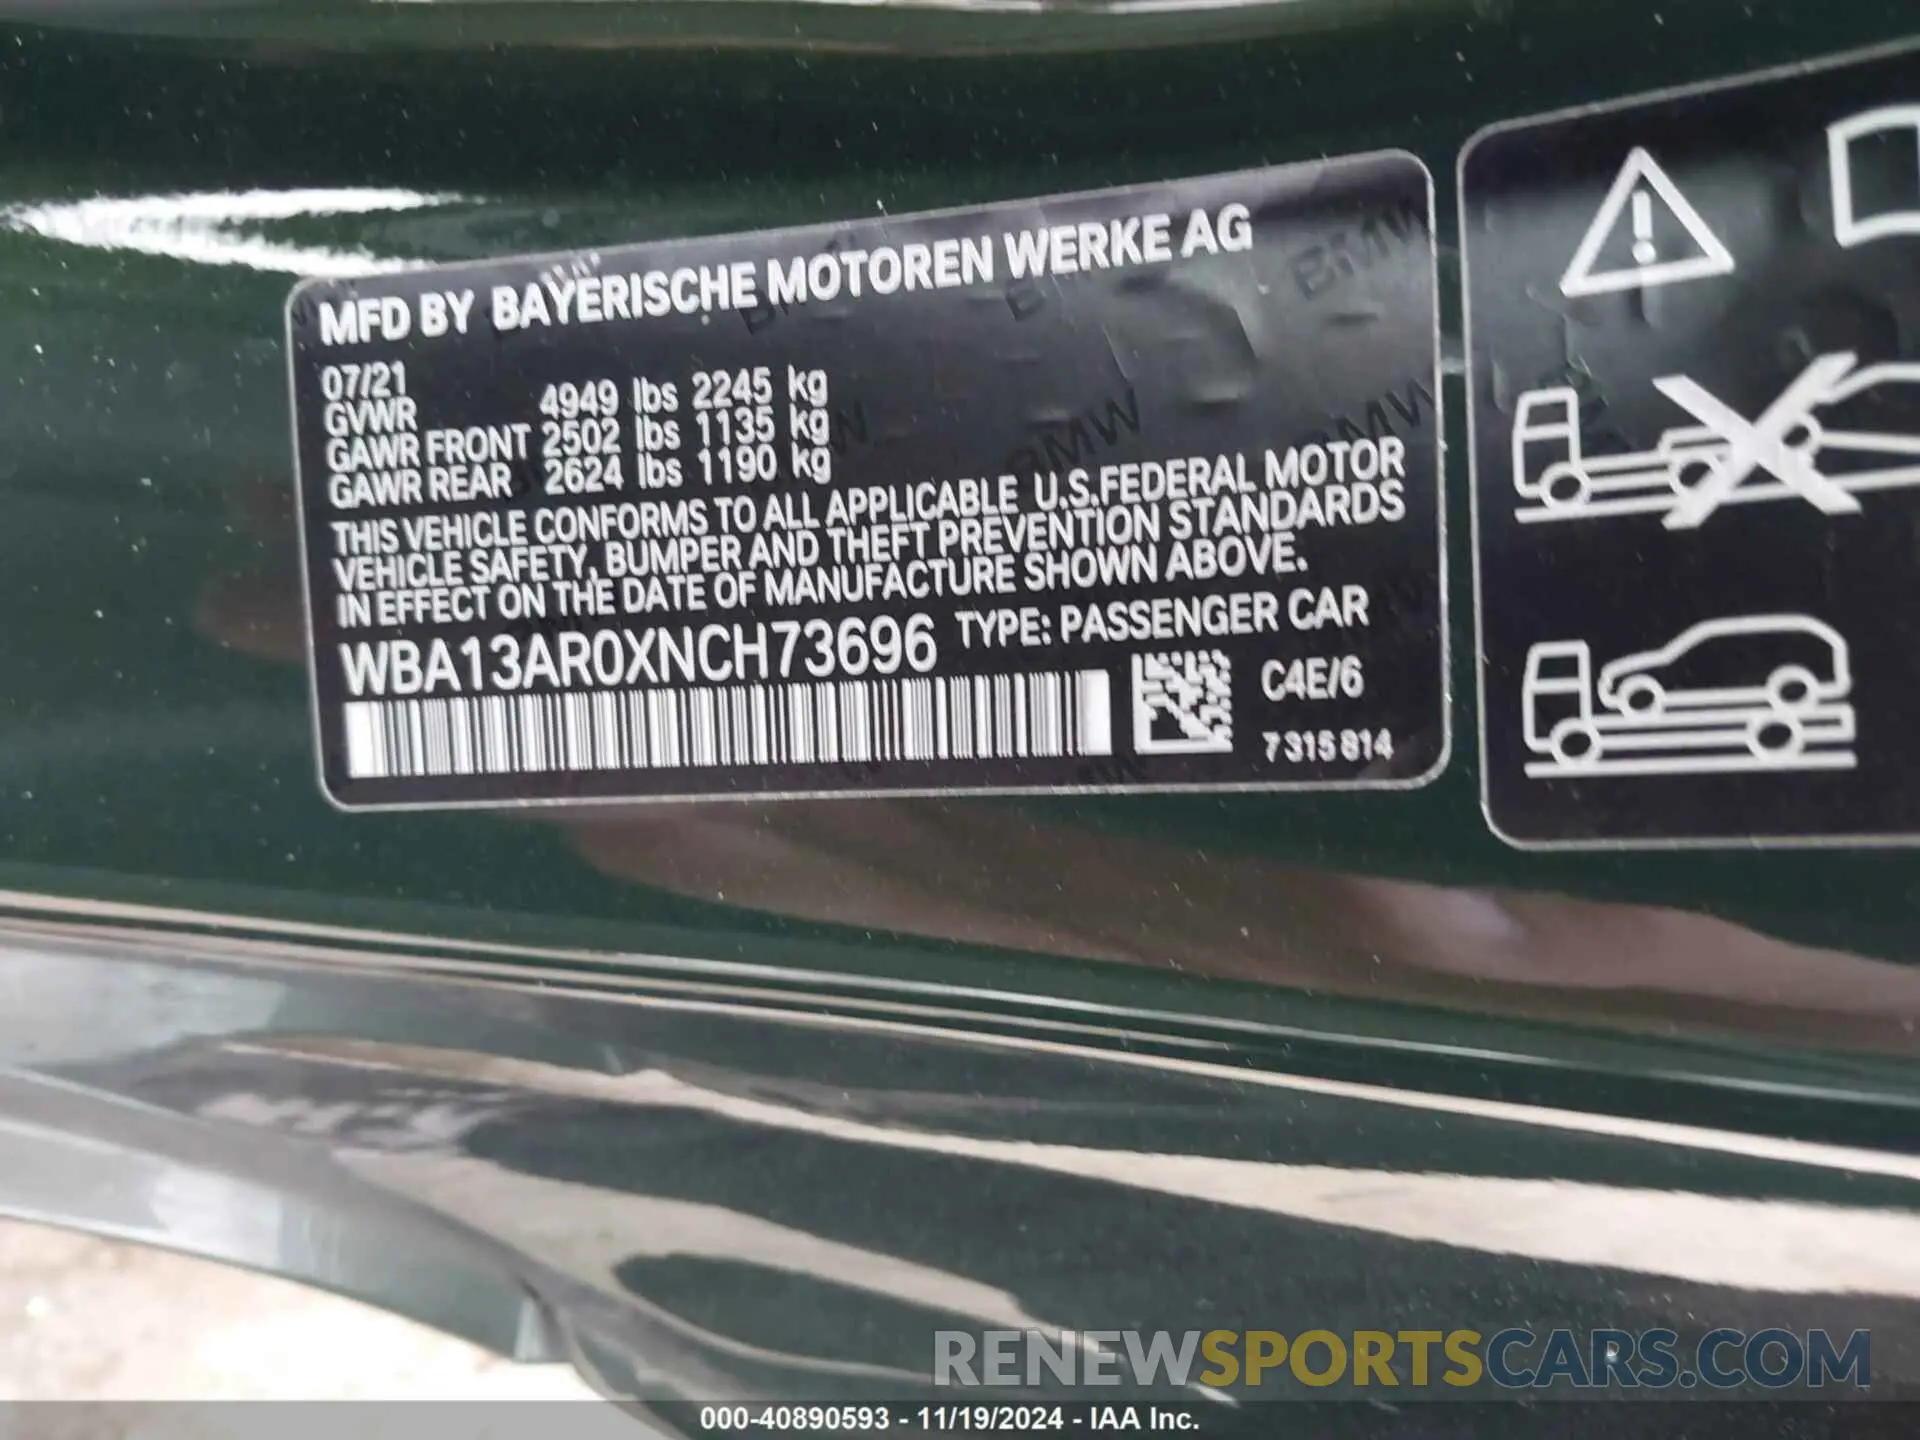 MFD BY BAYERISCHE MOTOREN WERKE AG
07/21
GVWR 4949 lbs 2245 kg
GAWR FRONT 2502 lbs 1135 kg
GAWR REAR 2624 lbs 1190 kg
THIS VEHICLE CONFORMS TO ALL APPLICABLE U.S.FEDERAL MOTOR
VEHICLE SAFETY, BUMPER AND THEFT PREVENTION STANDARDS
IN EFFECT ON THE DATE OF MANUFACTURE SHOWN ABOVE.
WBA13AR0XNCH73696 TYPE: PASSENGER CAR
C4E/6
7315814
RENEWSPORTSCARS.COM
000-40890593 - 11/19/2024 - IAA Inc.